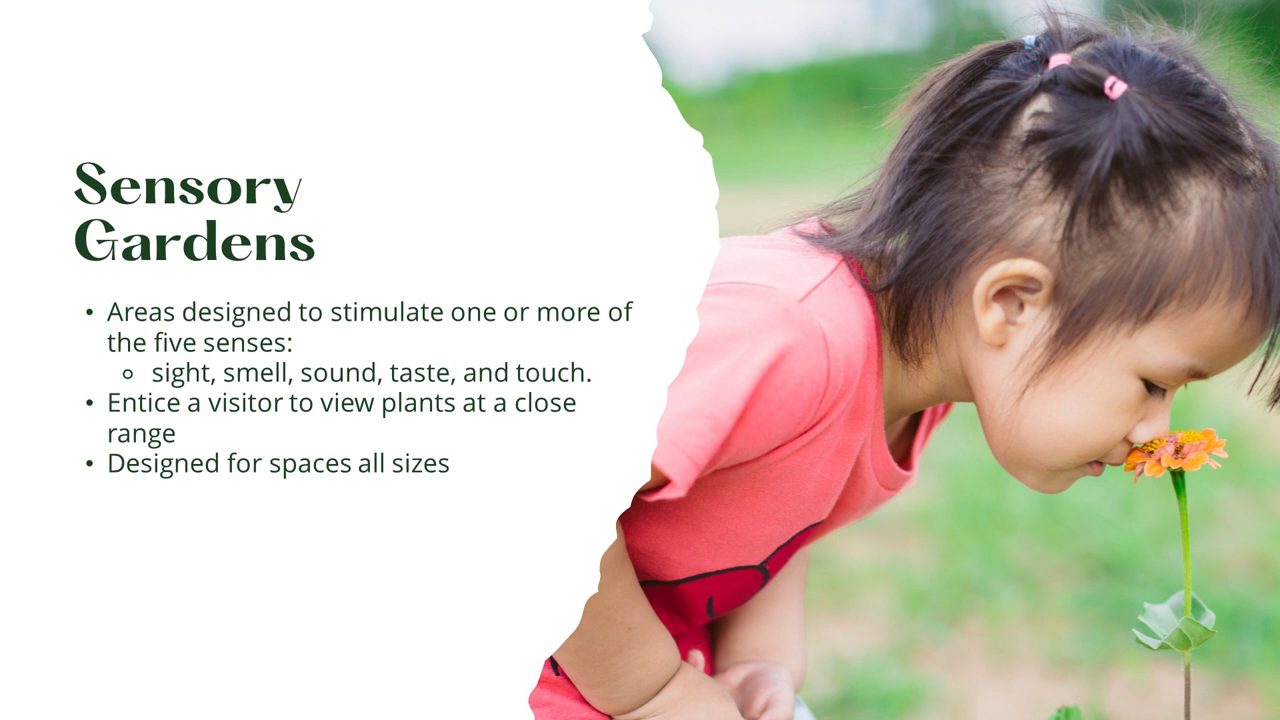 Sensory
Gardens
• Areas designed to stimulate one or more of
the five senses:
◦ sight, smell, sound, taste, and touch.
• Entice a visitor to view plants at a close
range
• Designed for spaces all sizes